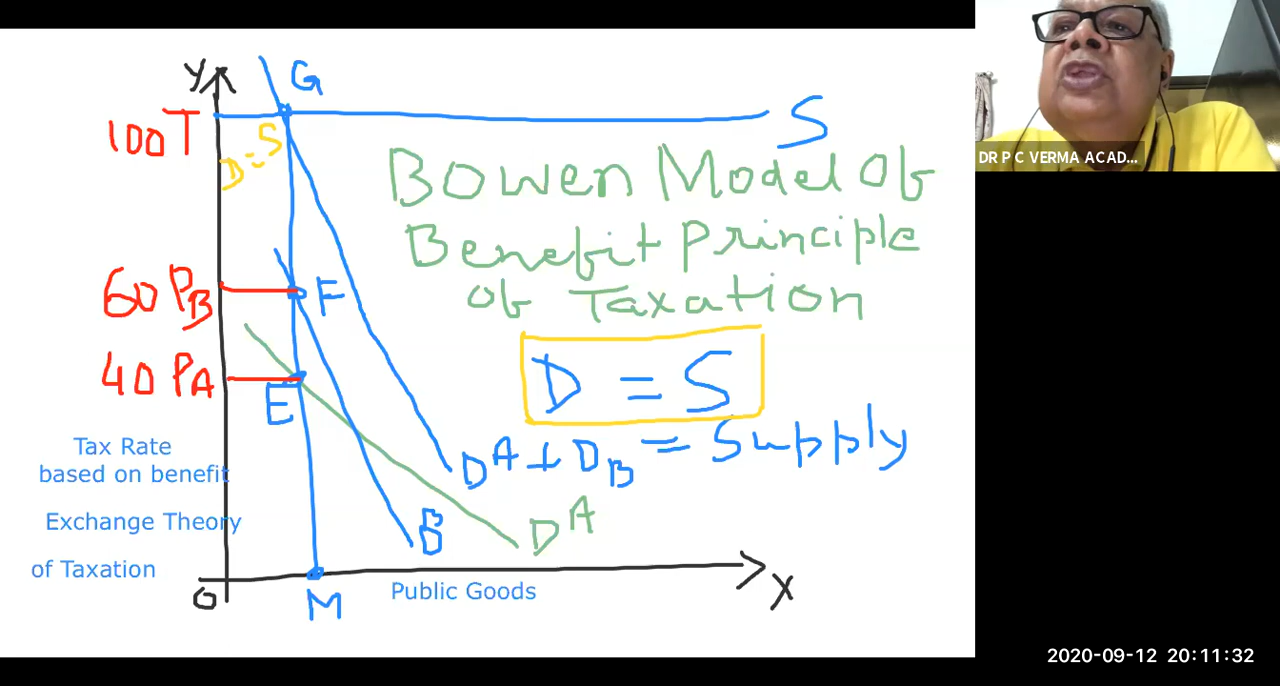 Y
G
100T
S
D=S
Bowen Model Of
Benefit Principle
Of Taxation
60 PB
F
40 PA
E
D = S
DA+DB = Supply
Tax Rate
based on benefit
Exchange Theory
of Taxation
B
DA
O
M
Public Goods
X
DR P C VERMA ACAD...
2020-09-12 20:11:32